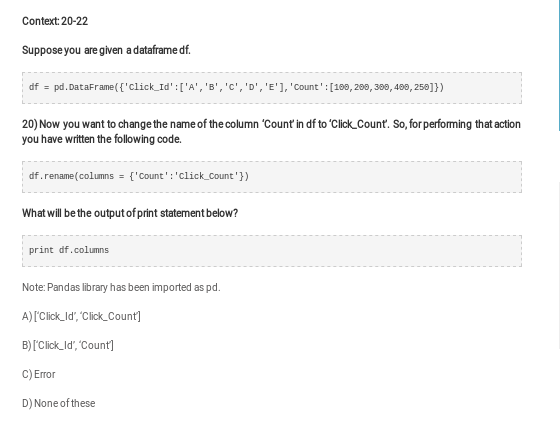 Context: 20-22
Suppose you are given a dataframe df.
df = pd.DataFrame({'Click_Id':['A','B','C','D','E'],'Count':[100,200,300,400,250]})
20) Now you want to change the name of the column ‘Count’ in df to ‘Click_Count’. So, for performing that action
you have written the following code.
df.rename(columns = {'Count':'Click_Count'})
What will be the output of print statement below?
print df.columns
Note: Pandas library has been imported as pd.
A) [‘Click_Id’, ‘Click_Count’]
B) [‘Click_Id’, ‘Count’]
C) Error
D) None of these